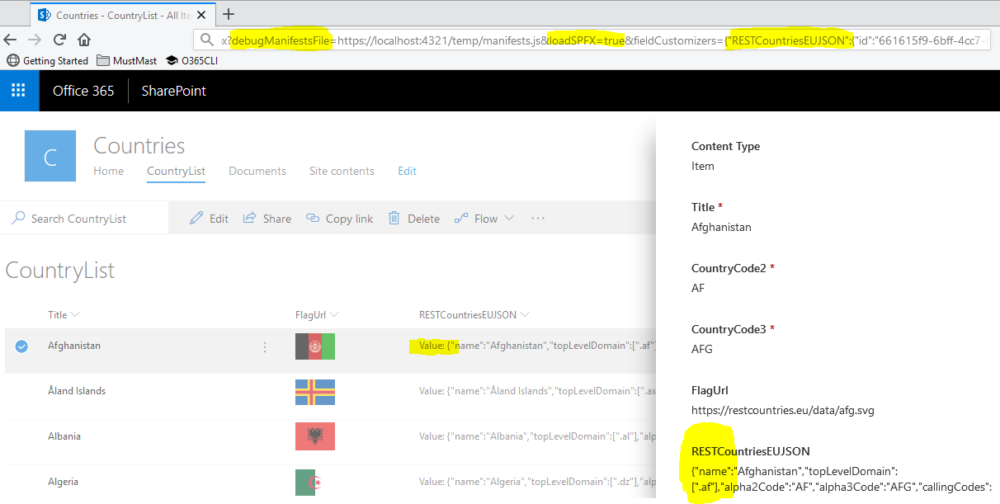 Countries - CountryList - All Ite
x?debugManifestsFile=https://localhost:4321/temp/manifests.js&loadSPFX=true&fieldCustomizers={"RESTCountriesEUJSON":{"id":"661615f9-6bff-4cc7-
Getting Started MustMast O365CLI
Office 365 SharePoint
C
Countries
Home CountryList Documents Site contents Edit
Search CountryList Edit Share Copy link Delete Flow ···
CountryList
Title FlagUrl RESTCountriesEUJSON
Afghanistan Value: {"name":"Afghanistan","topLevelDomain":[".af"]
Åland Islands Value: {"name":"Åland Islands","topLevelDomain":[".ax
Albania Value: {"name":"Albania","topLevelDomain":[".al"],"alp
Algeria Value: {"name":"Algeria","topLevelDomain":[".dz"],"alp
Content Type
Item
Title *
Afghanistan
CountryCode2 *
AF
CountryCode3 *
AFG
FlagUrl
https://restcountries.eu/data/afg.svg
RESTCountriesEUJSON
{"name":"Afghanistan","topLevelDomain":
[".af"],"alpha2Code":"AF","alpha3Code":"AFG","callingCodes":